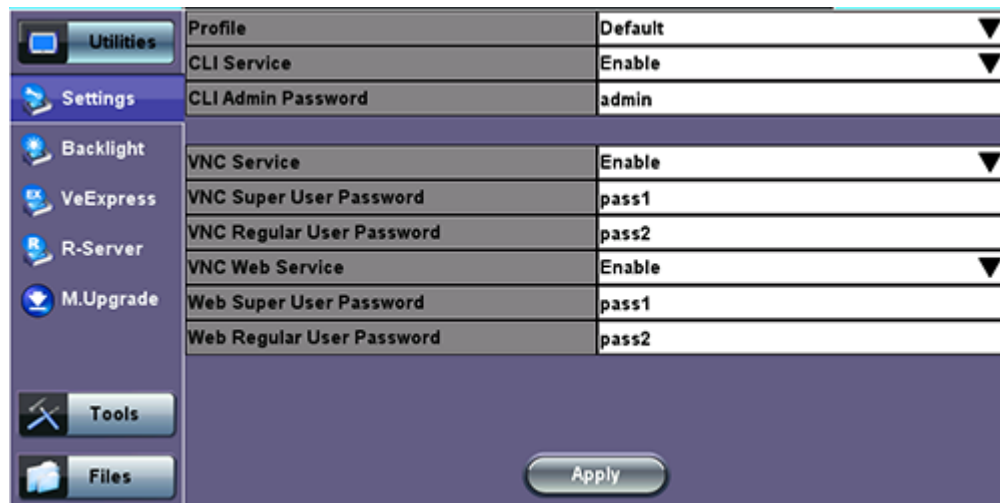 Utilities
Settings
Backlight
VeExpress
R-Server
M.Upgrade
Tools
Files
Profile Default
CLI Service Enable
CLI Admin Password admin
VNC Service Enable
VNC Super User Password pass1
VNC Regular User Password pass2
VNC Web Service Enable
Web Super User Password pass1
Web Regular User Password pass2
Apply